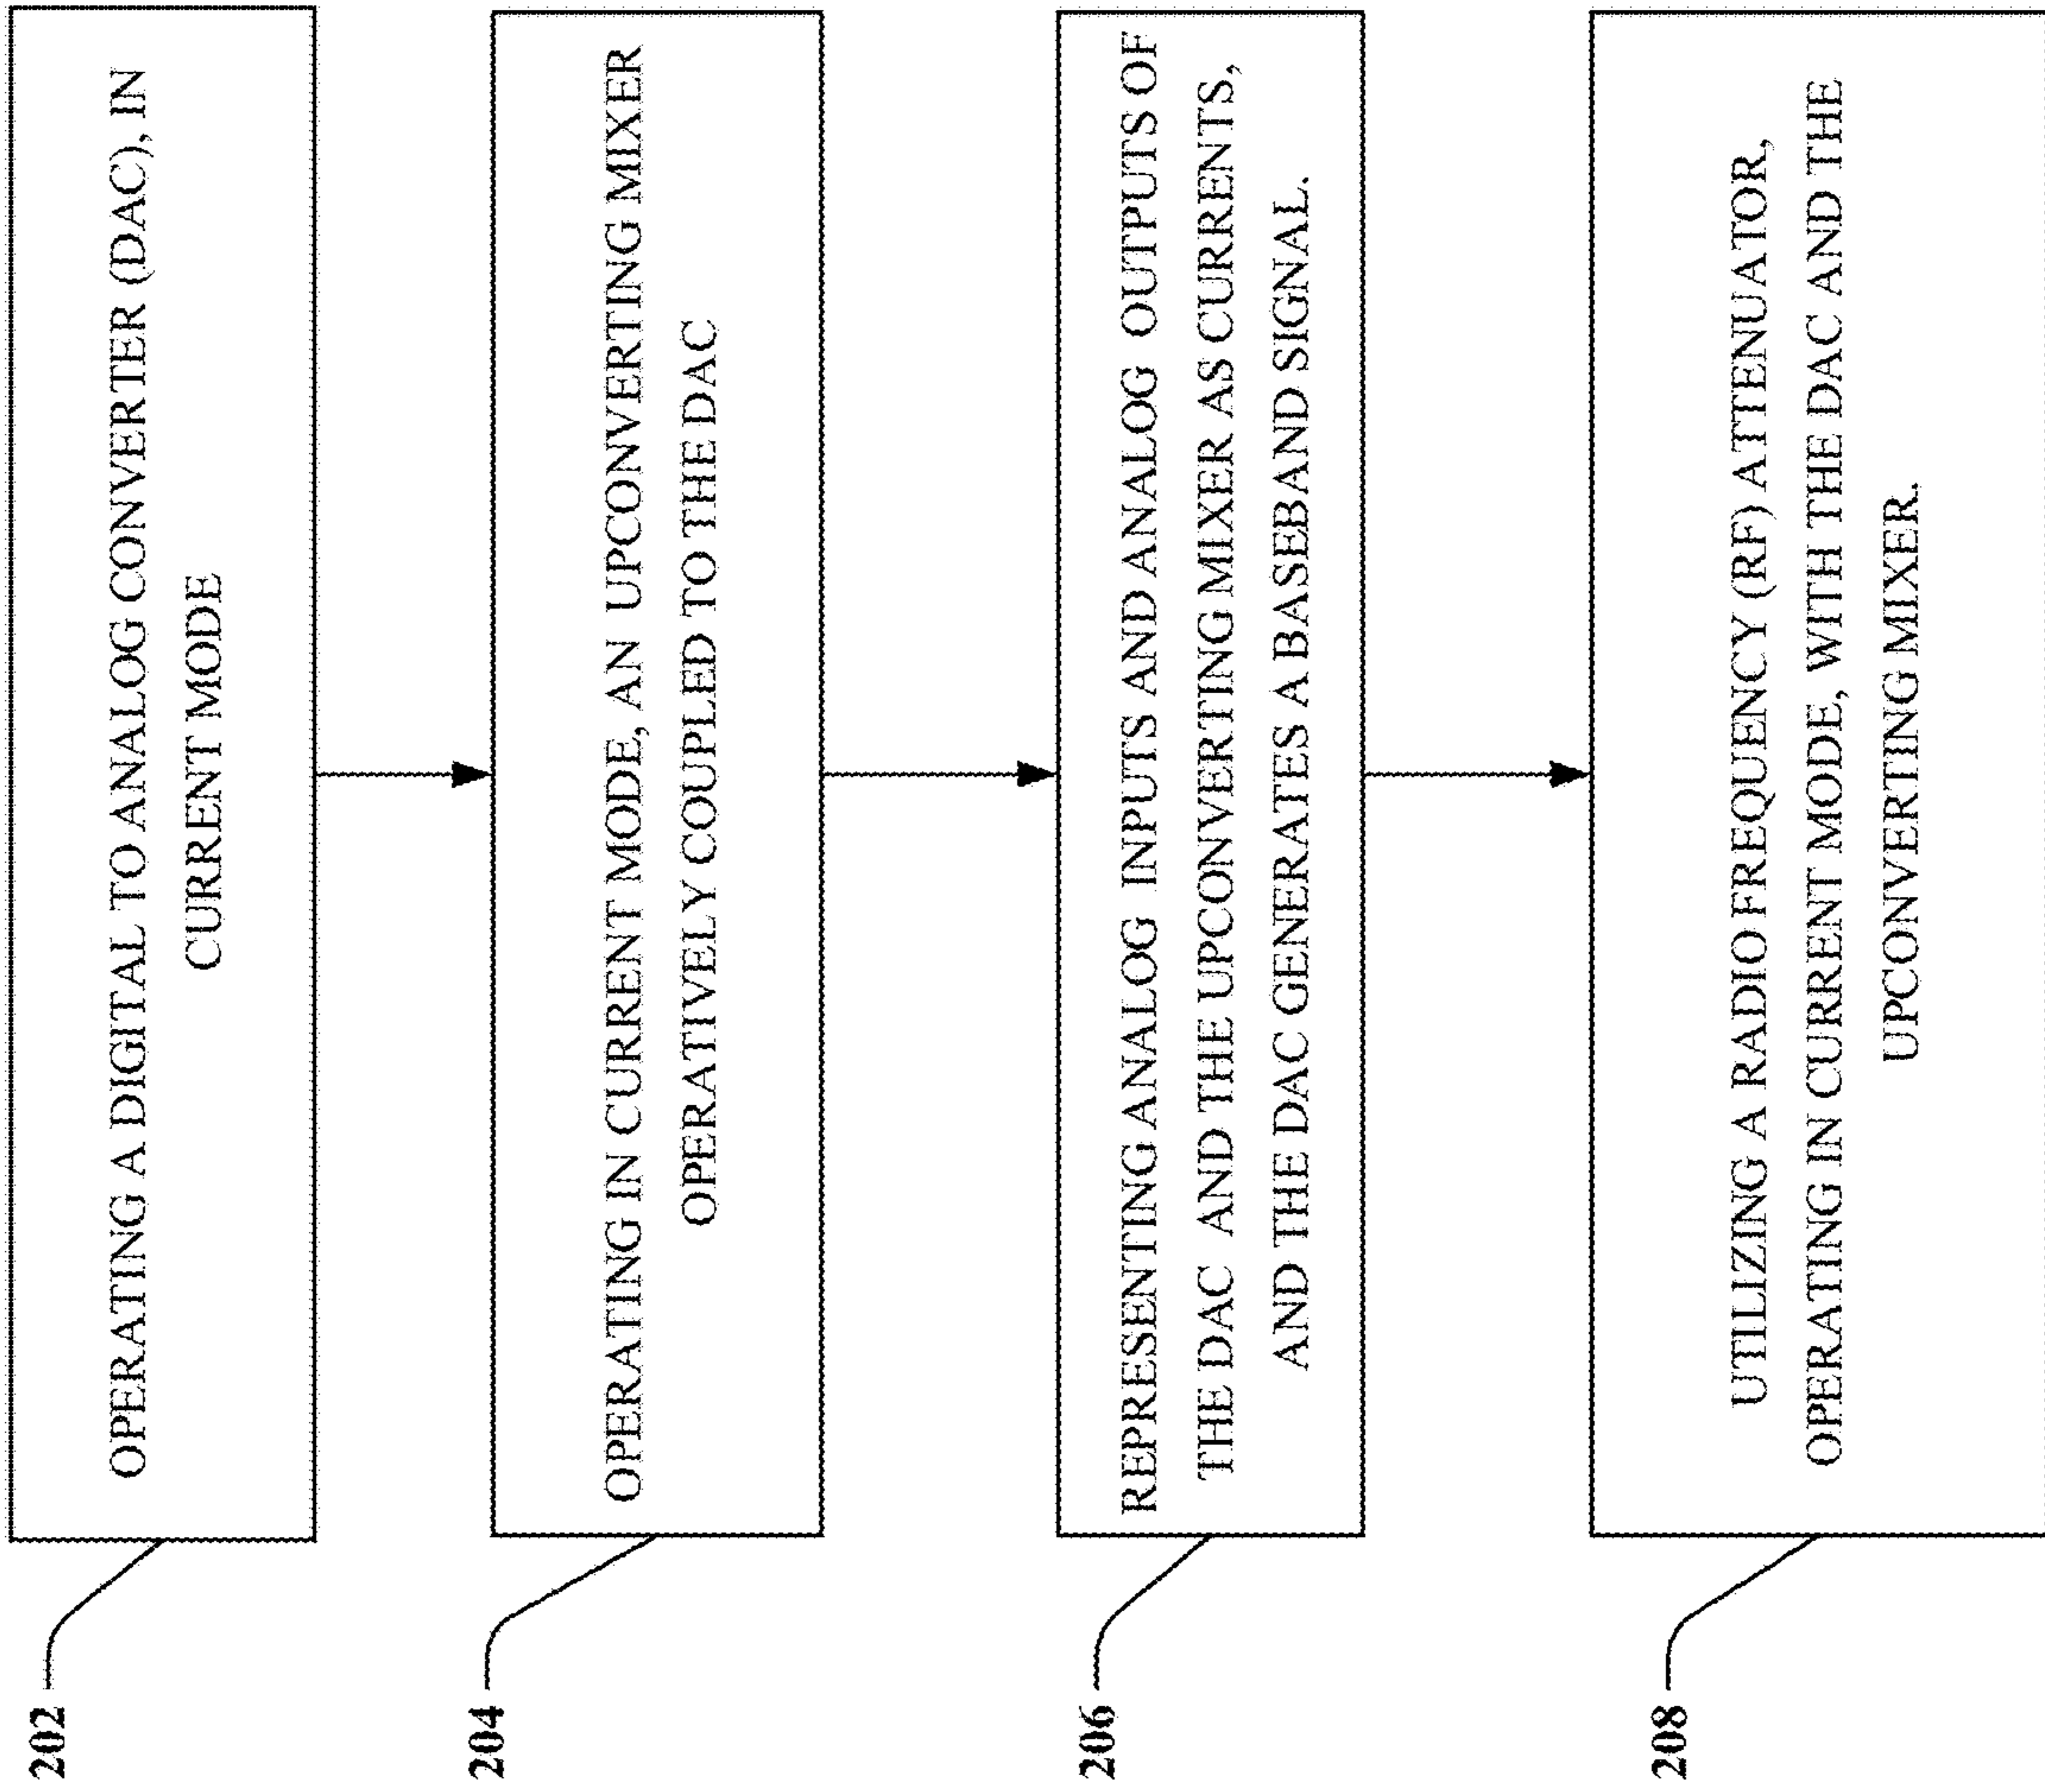 202
OPERATING A DIGITAL TO ANALOG CONVERTER (DAC), IN
CURRENT MODE
204
OPERATING IN CURRENT MODE, AN UPCONVERTING MIXER
OPERATIVELY COUPLED TO THE DAC
206
REPRESENTING ANALOG INPUTS AND ANALOG OUTPUTS OF
THE DAC AND THE UPCONVERTING MIXER AS CURRENTS,
AND THE DAC GENERATES A BASEBAND SIGNAL.
208
UTILIZING A RADIO FREQUENCY (RF) ATTENUATOR,
OPERATING IN CURRENT MODE, WITH THE DAC AND THE
UPCONVERTING MIXER.